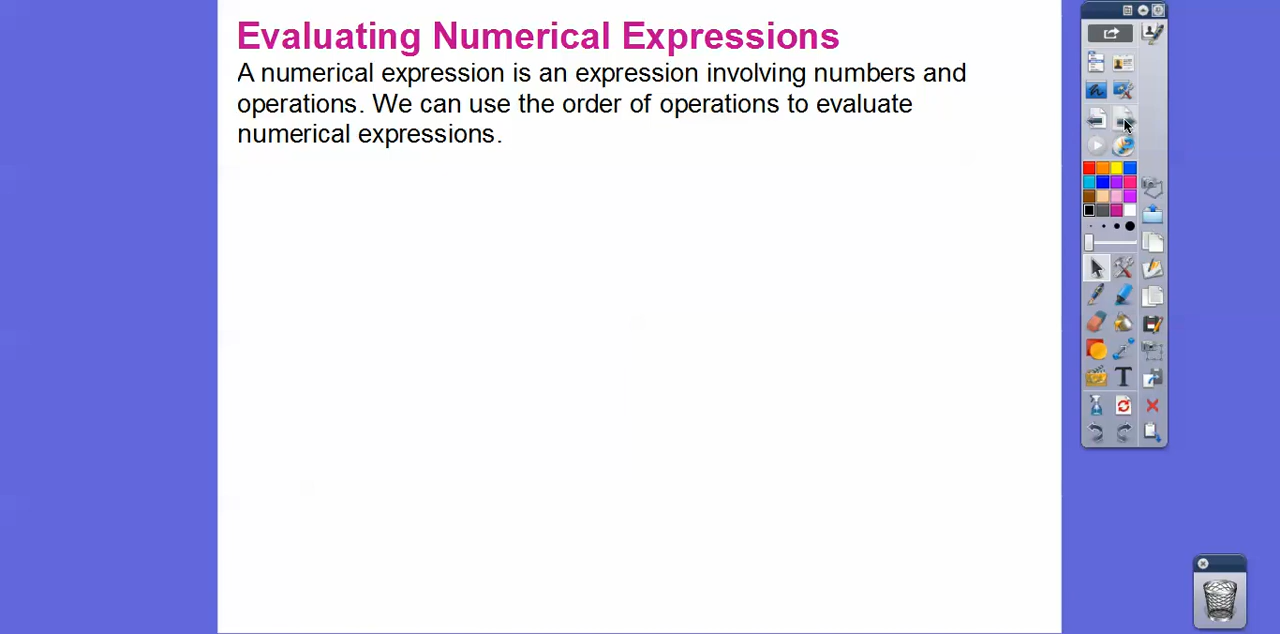 Evaluating Numerical Expressions
A numerical expression is an expression involving numbers and
operations. We can use the order of operations to evaluate
numerical expressions.